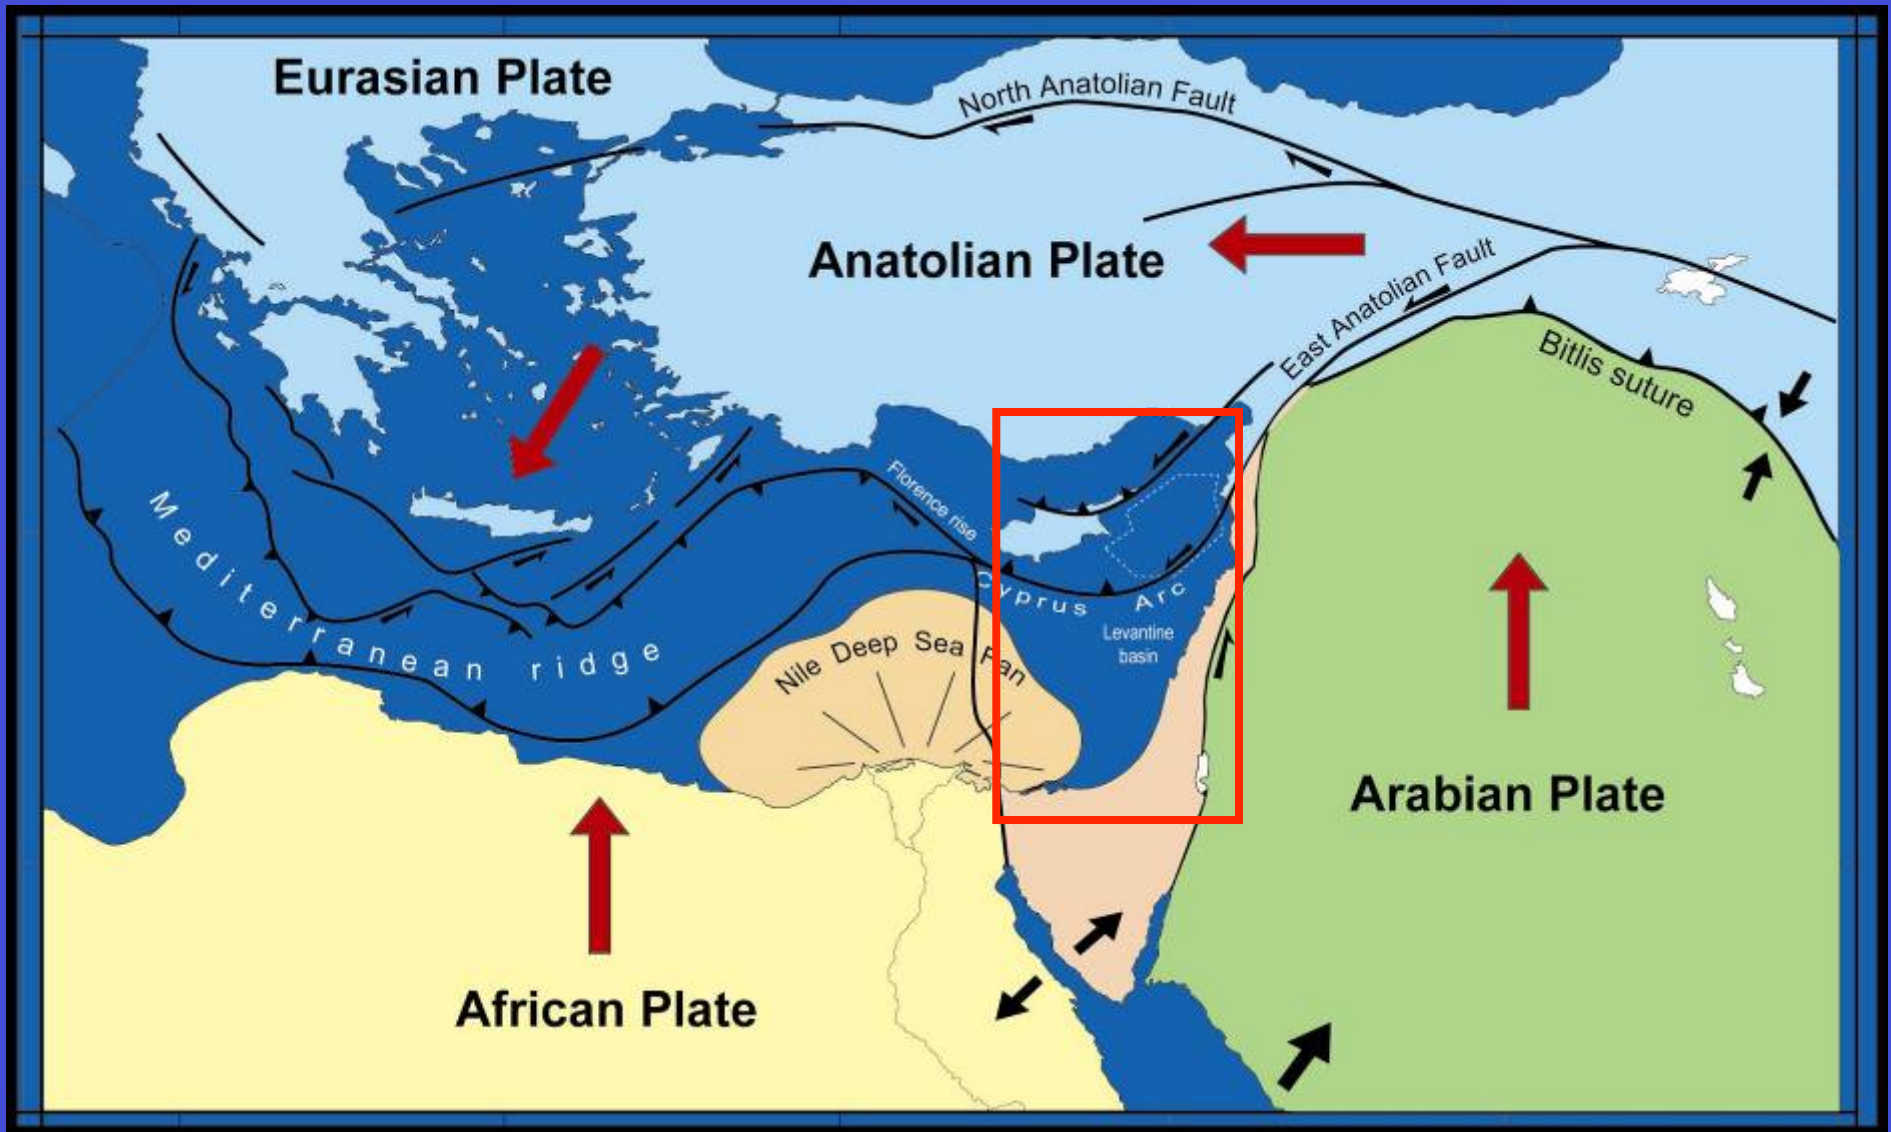 Eurasian Plate
North Anatolian Fault
Anatolian Plate
East Anatolian Fault
Bitlis suture
Florence rise
Mediterranean ridge
Cyprus Arc
Levantine
basin
Nile Deep Sea Fan
Arabian Plate
African Plate